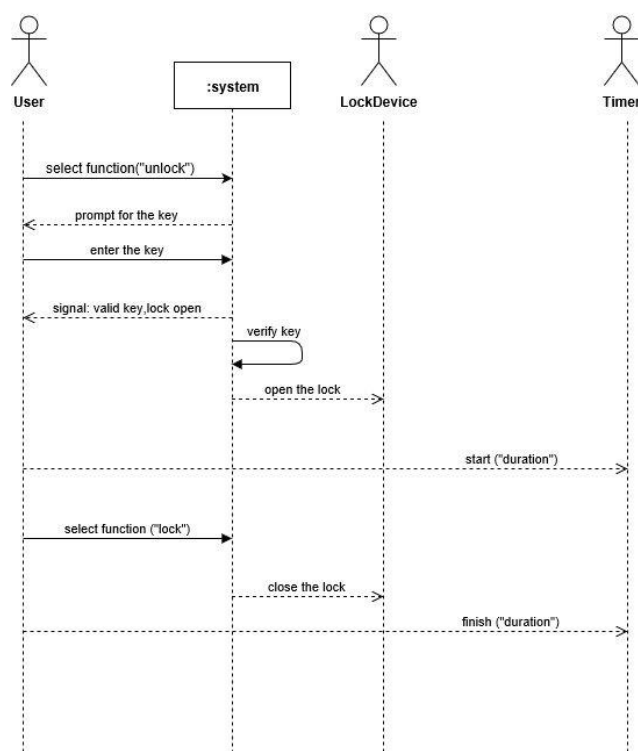 User
:system
LockDevice
Timer
select function("unlock")
prompt for the key
enter the key
signal: valid key,lock open
verify key
open the lock
start ("duration")
select function ("lock")
close the lock
finish ("duration")